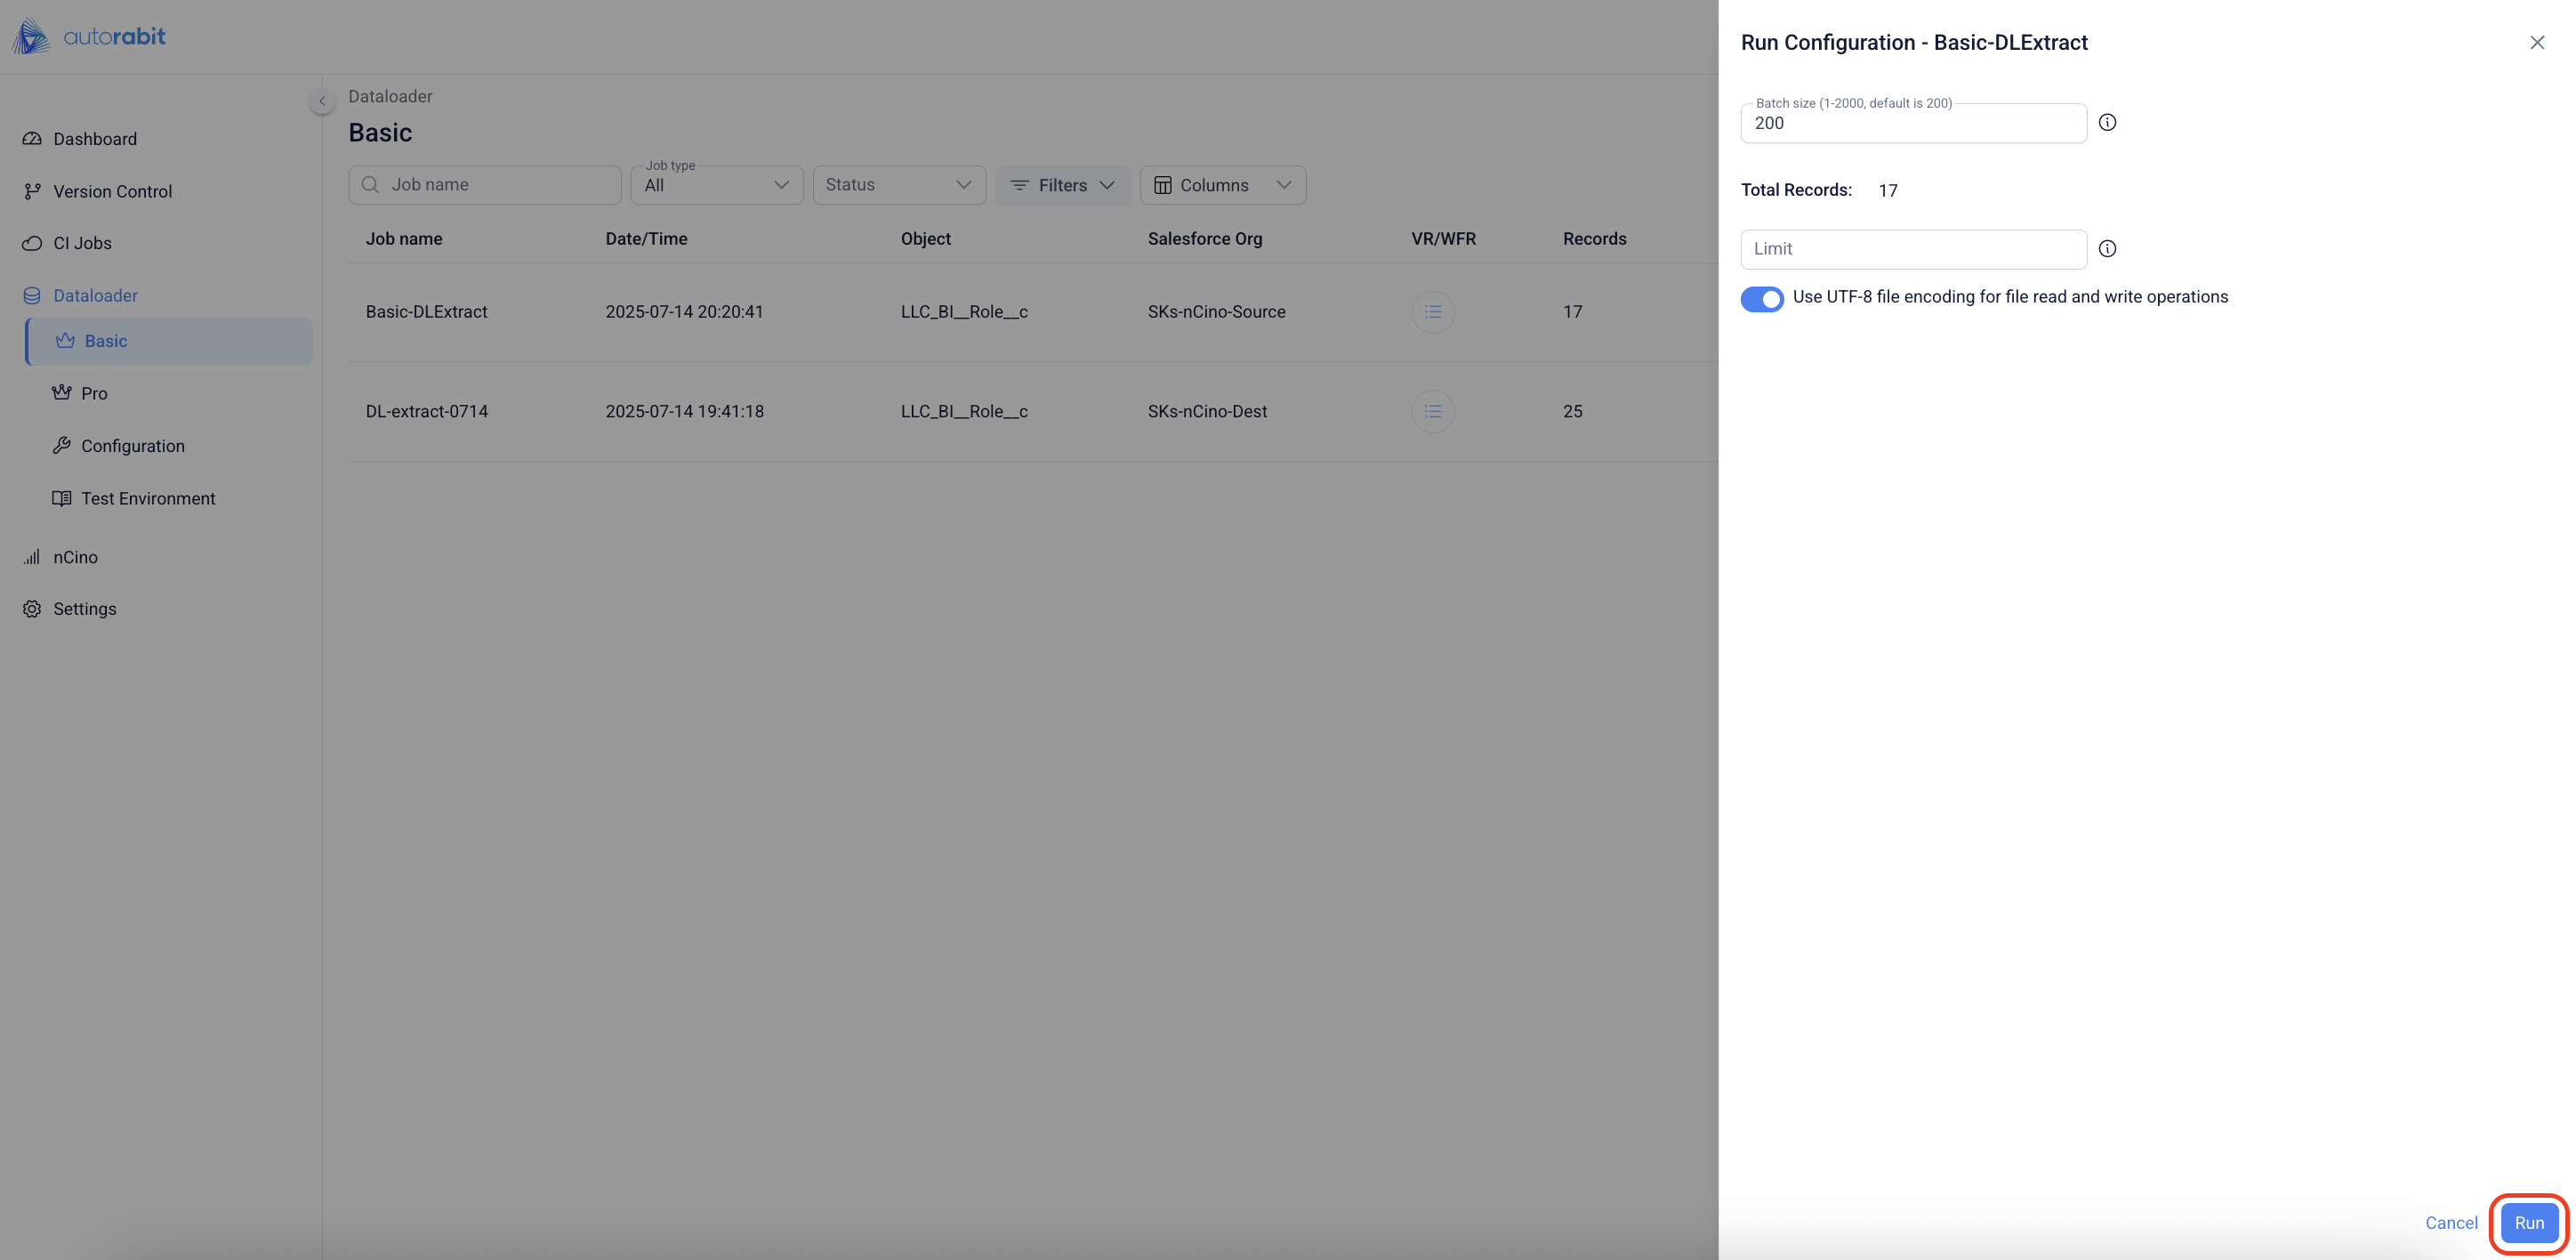 autorabit
Dashboard
Version Control
CI Jobs
Dataloader
Basic
Pro
Configuration
Test Environment
nCino
Settings
Dataloader
Basic
Job name
Job type
All
Status
Filters
Columns
Job name Date/Time Object Salesforce Org VR/WFR Records
Basic-DLExtract 2025-07-14 20:20:41 LLC_BI__Role__c SKs-nCino-Source 17
DL-extract-0714 2025-07-14 19:41:18 LLC_BI__Role__c SKs-nCino-Dest 25
Run Configuration - Basic-DLExtract
Batch size (1-2000, default is 200)
200
Total Records: 17
Limit
Use UTF-8 file encoding for file read and write operations
Cancel Run